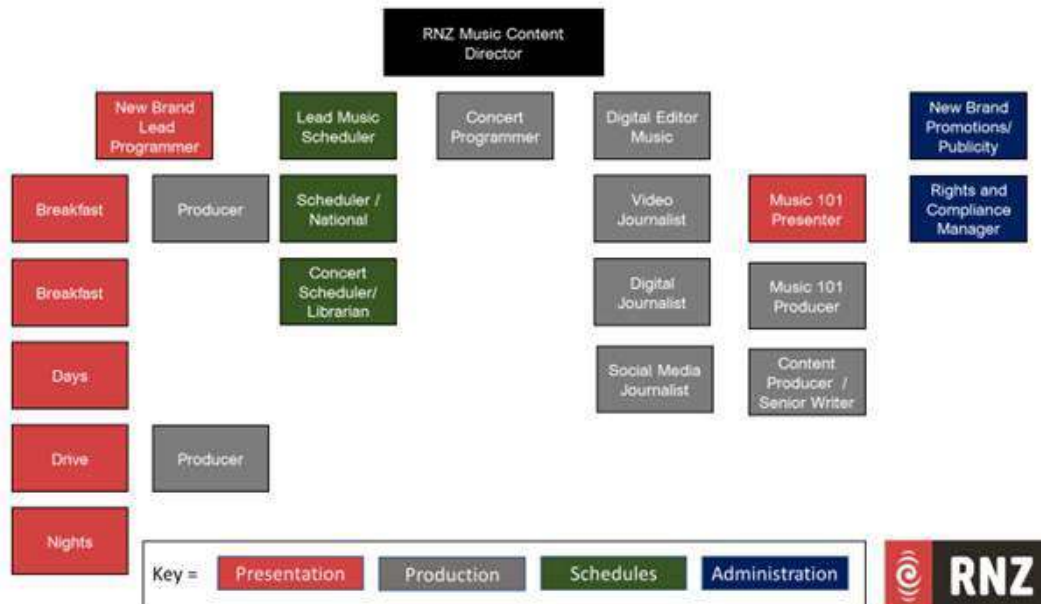 RNZ Music Content
Director
New Brand
Lead
Programmer
Lead Music
Scheduler
Concert
Programmer
Digital Editor
Music
New Brand
Promotions/
Publicity
Breakfast
Producer
Scheduler /
National
Video
Journalist
Music 101
Presenter
Rights and
Compliance
Manager
Breakfast
Concert
Scheduler/
Librarian
Digital
Journalist
Music 101
Producer
Days
Social Media
Journalist
Content
Producer /
Senior Writer
Drive
Producer
Nights
Key =
Presentation
Production
Schedules
Administration
RNZ